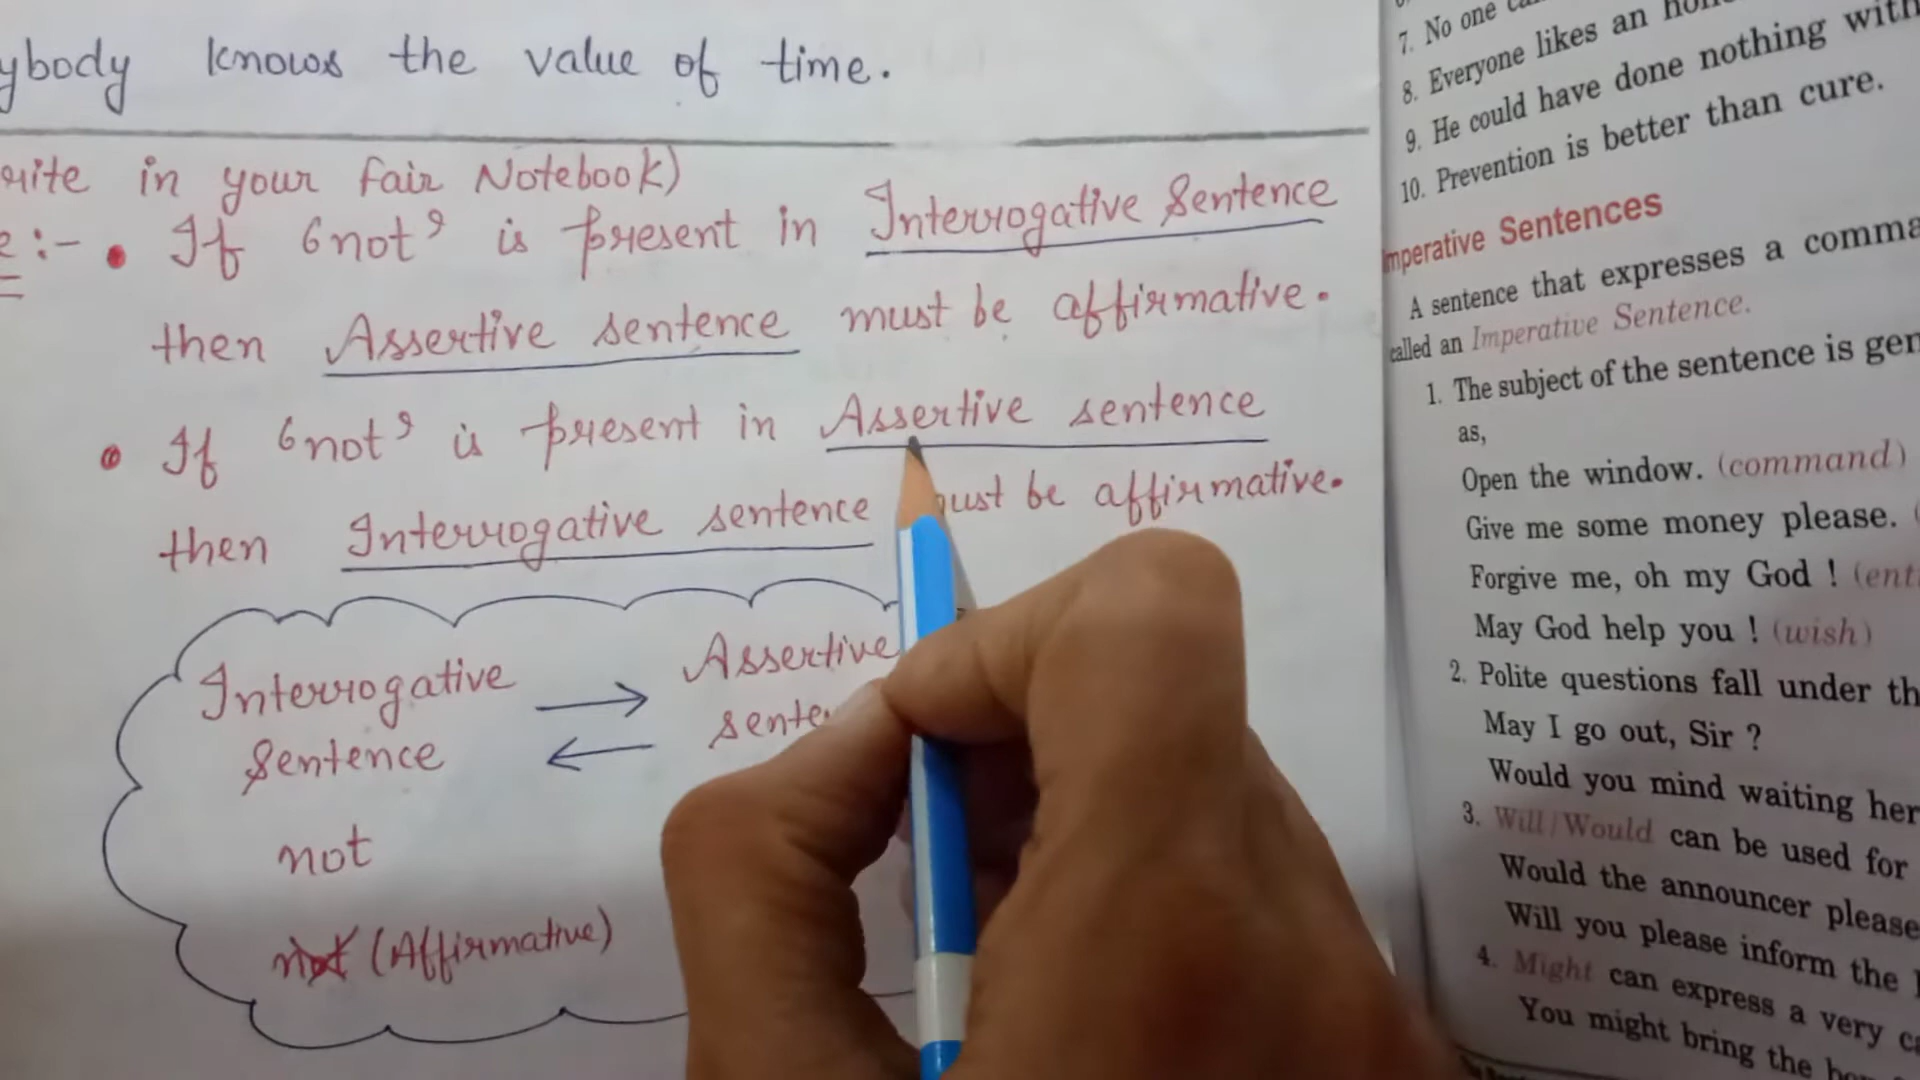 ybody knows the value of time.
rite in your fair Notebook)
e:- • If 'not' is present in Interrogative Sentence
then Assertive sentence must be affirmative.
• If 'not' is present in Assertive sentence
then Interrogative sentence must be affirmative.
Interrogative
Sentence
Assertive
sente
not
not (Affirmative)
7. No one
8. Everyone likes an
9. He could have done nothing with
10. Prevention is better than cure.
Imperative Sentences
A sentence that expresses a comma
called an Imperative Sentence.
1. The subject of the sentence is gen
as,
Open the window. (command)
Give me some money please. (
Forgive me, oh my God ! (ent
May God help you ! (wish)
2. Polite questions fall under th
May I go out, Sir ?
Would you mind waiting her
3. Will/Would can be used for
Would the announcer please
Will you please inform the
4. Might can express a very ca
You might bring the